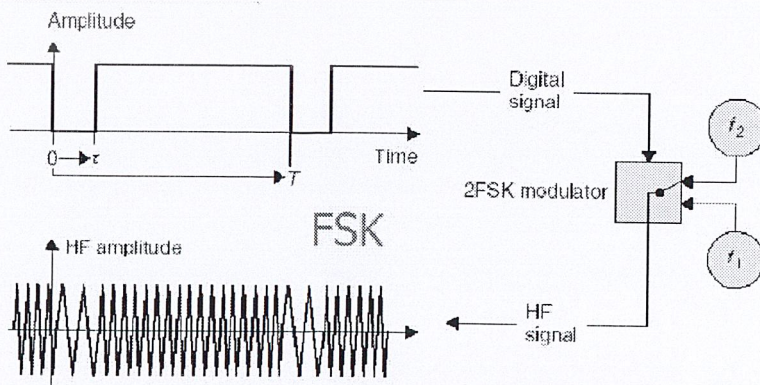 Amplitude
Digital
signal
f₂
0 τ
Time
T
2FSK modulator
FSK
HF amplitude
f₁
HF
signal